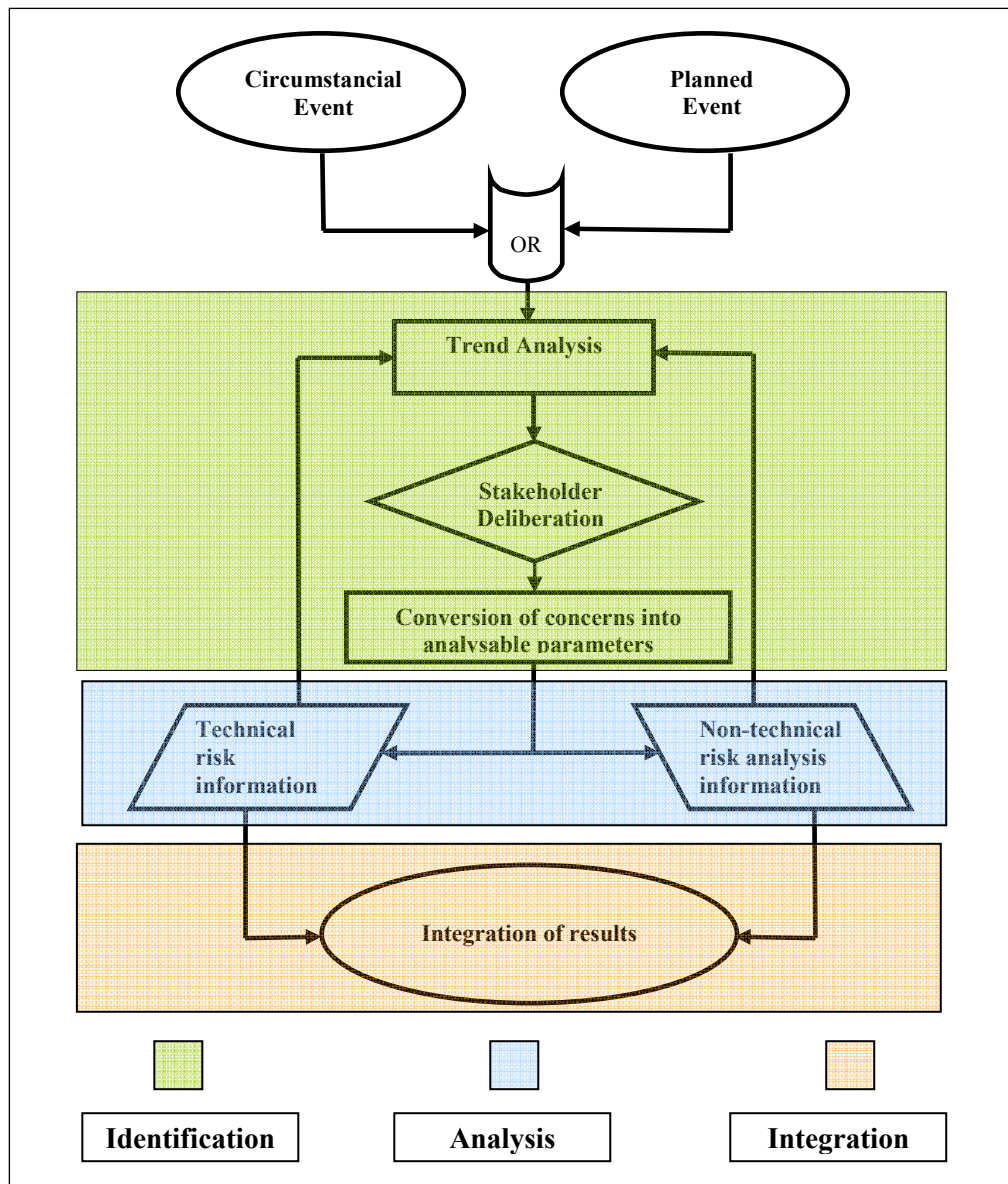 Circumstancial
Event
Planned
Event
OR
Trend Analysis
Stakeholder
Deliberation
Conversion of concerns into
analysable parameters
Technical
risk
information
Non-technical
risk analysis
information
Integration of results
Identification
Analysis
Integration